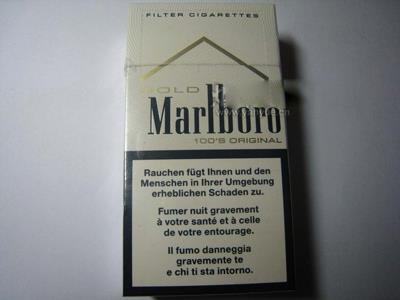 FILTER CIGARETTES
GOLD
Marlboro
100'S ORIGINAL
Rauchen fügt Ihnen und den
Menschen in Ihrer Umgebung
erheblichen Schaden zu.
Fumer nuit gravement
à votre santé et à celle
de votre entourage.
Il fumo danneggia
gravemente te
e chi ti sta intorno.